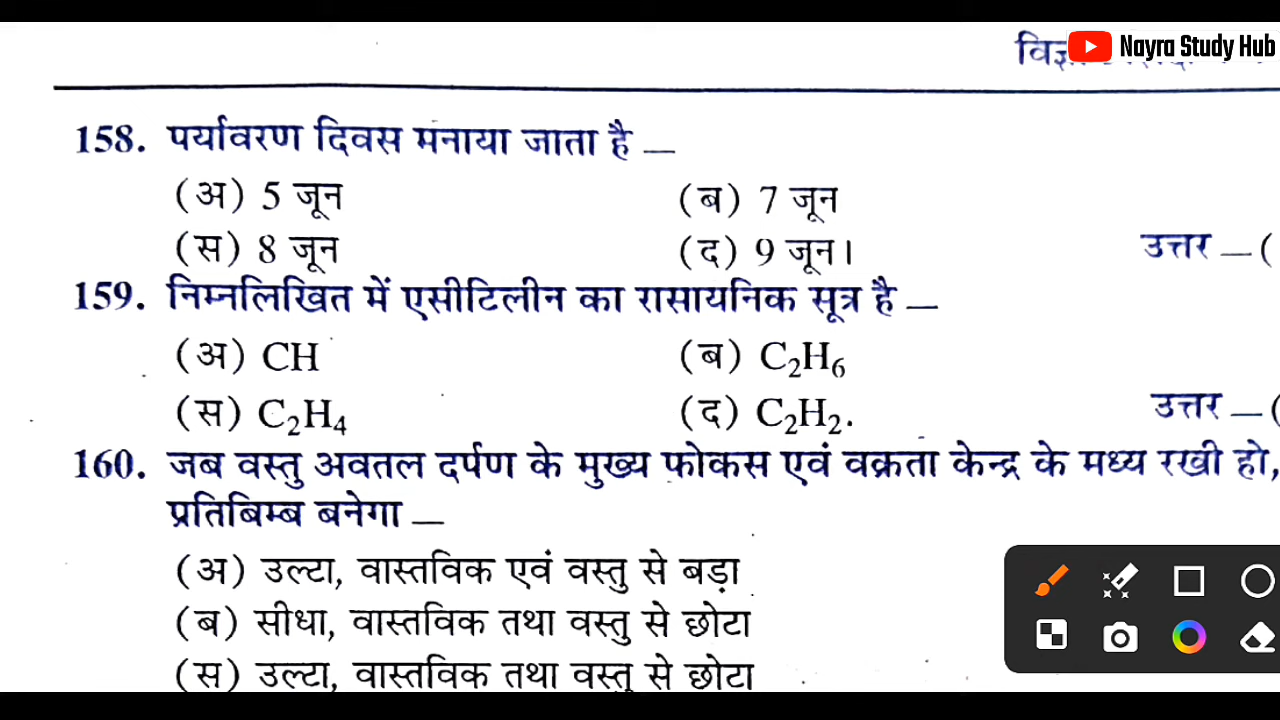 Nayra Study Hub
158. पर्यावरण दिवस मनाया जाता है –
(अ) 5 जून (ब) 7 जून
(स) 8 जून (द) 9 जून। उत्तर – (
159. निम्नलिखित में एसीटिलीन का रासायनिक सूत्र है –
(अ) CH (ब) C₂H₆
(स) C₂H₄ (द) C₂H₂. उत्तर – (
160. जब वस्तु अवतल दर्पण के मुख्य फोकस एवं वक्रता केन्द्र के मध्य रखी हो,
प्रतिबिम्ब बनेगा –
(अ) उल्टा, वास्तविक एवं वस्तु से बड़ा
(ब) सीधा, वास्तविक तथा वस्तु से छोटा
(स) उल्टा, वास्तविक तथा वस्तु से छोटा